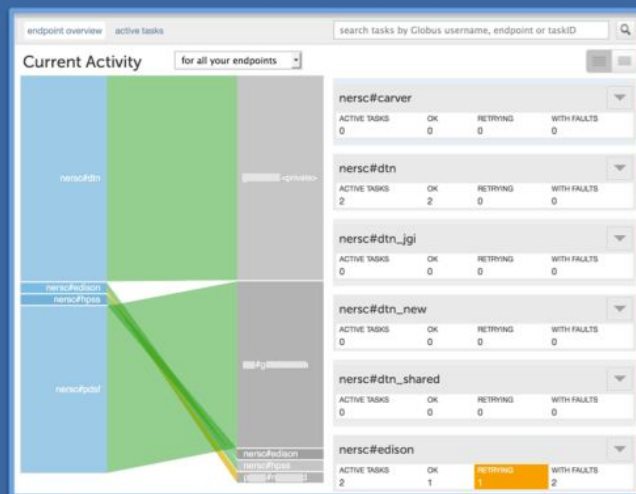 endpoint overview active tasks
search tasks by Globus username, endpoint or taskID
Current Activity
for all your endpoints
nersc#dtn
<private>
nersc#edison
nersc#hpss
nersc#pdsf
nersc#edison
nersc#hpss
nersc#carver
ACTIVE TASKS OK RETRYING WITH FAULTS
0 0 0 0
nersc#dtn
ACTIVE TASKS OK RETRYING WITH FAULTS
2 2 0 0
nersc#dtn_jgi
ACTIVE TASKS OK RETRYING WITH FAULTS
0 0 0 0
nersc#dtn_new
ACTIVE TASKS OK RETRYING WITH FAULTS
0 0 0 0
nersc#dtn_shared
ACTIVE TASKS OK RETRYING WITH FAULTS
0 0 0 0
nersc#edison
ACTIVE TASKS OK RETRYING WITH FAULTS
2 1 1 2